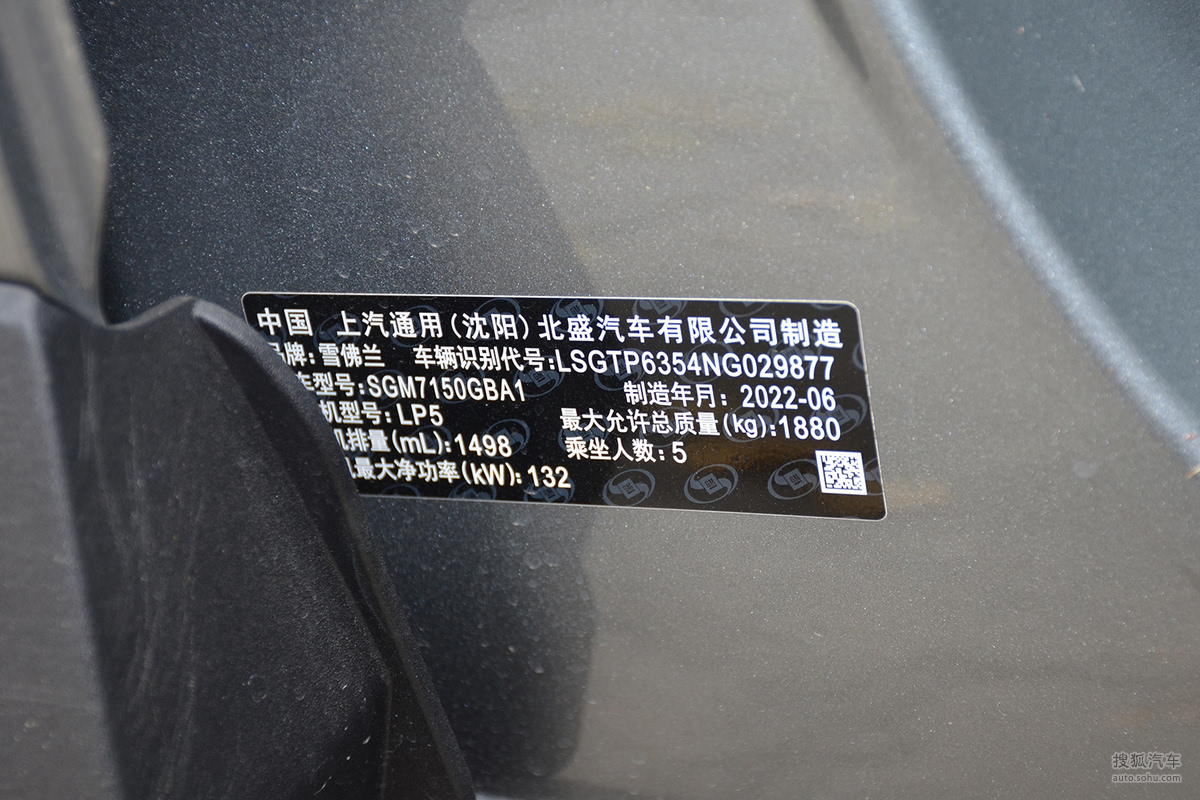 中国 上汽通用(沈阳)北盛汽车有限公司制造
品牌:雪佛兰 车辆识别代号:LSGTP6354NG029877
车型号:SGM7150GBA1 制造年月:2022-06
机型号:LP5 最大允许总质量(kg):1880
机排量(mL):1498 乘坐人数:5
机最大净功率(kW):132
搜狐汽车
auto.sohu.com